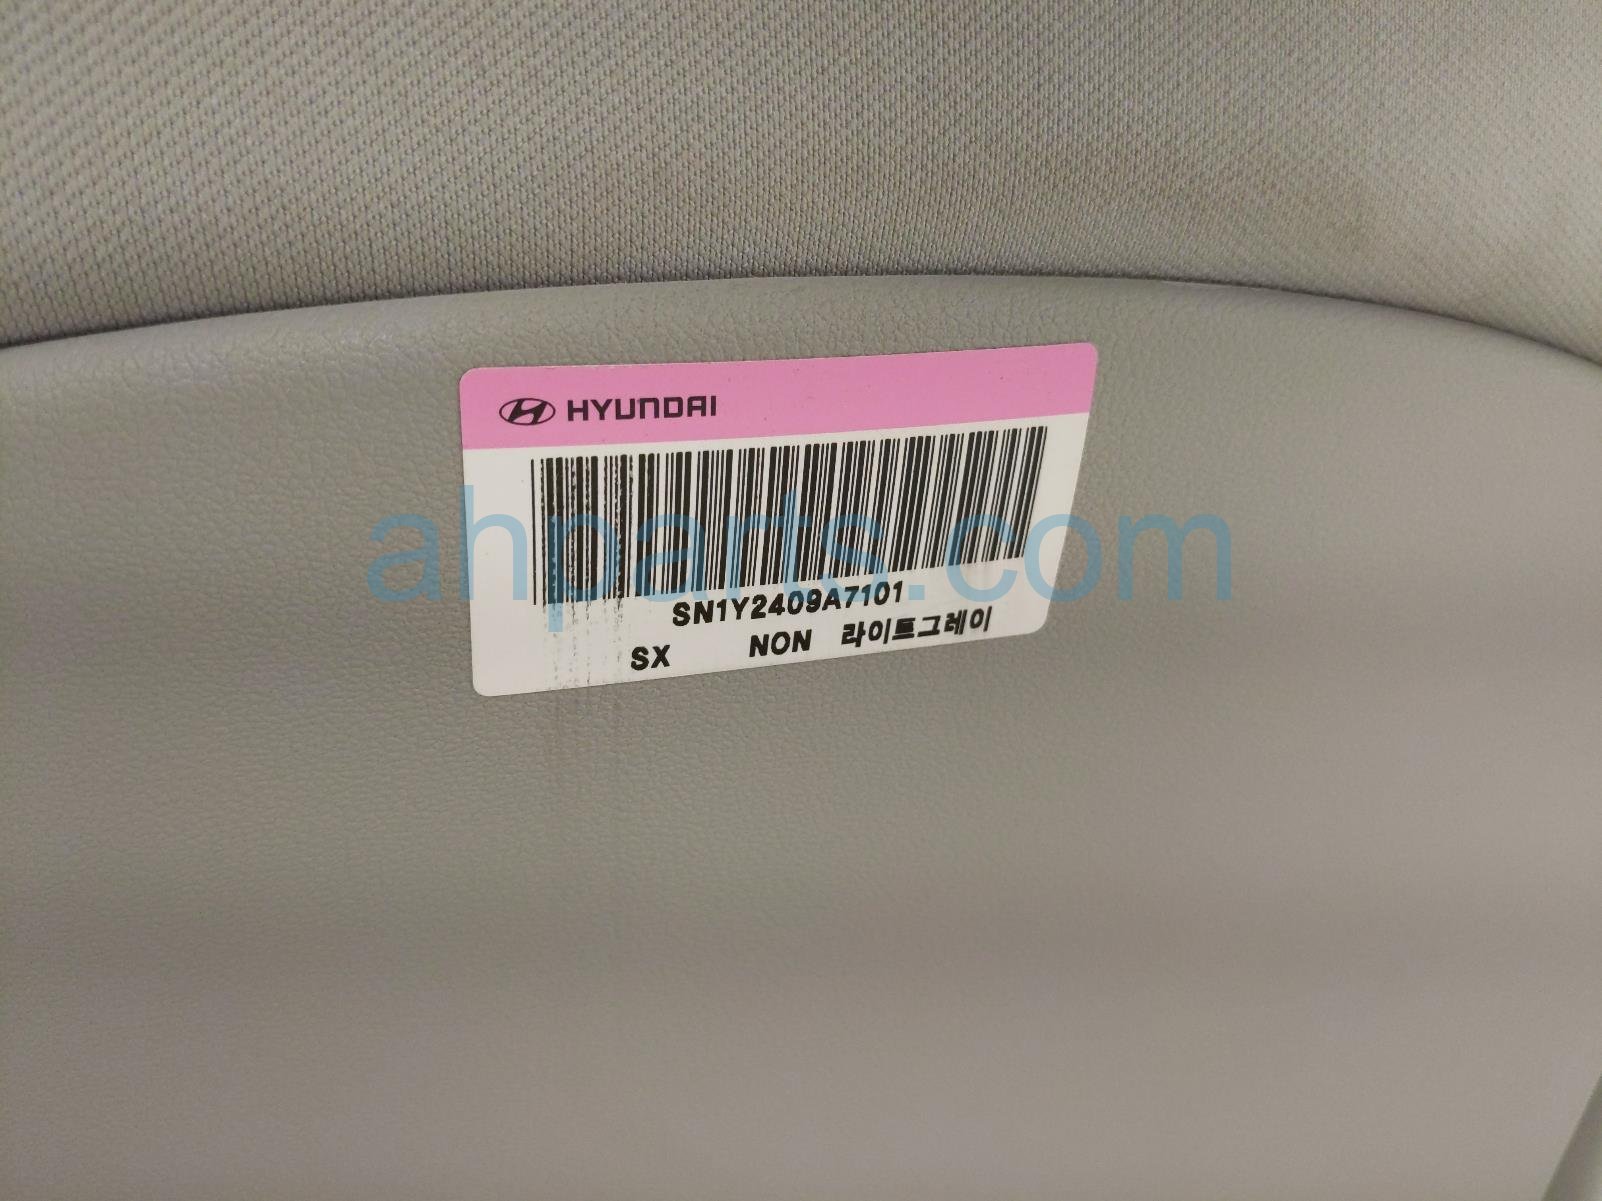 HYUNDAI
SN1Y2409A7101
SX NON 라이트그레이
ahparts.com